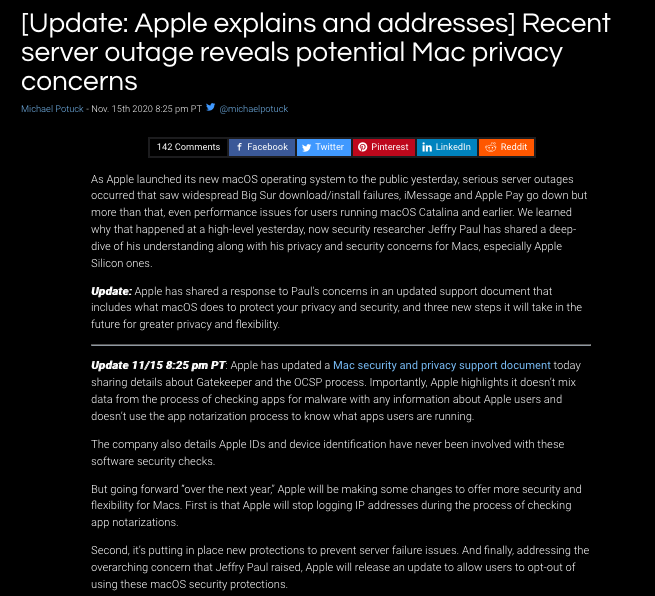 [Update: Apple explains and addresses] Recent
server outage reveals potential Mac privacy
concerns
Michael Potuck - Nov. 15th 2020 8:25 pm PT @michaelpotuck
142 Comments Facebook Twitter Pinterest LinkedIn Reddit
As Apple launched its new macOS operating system to the public yesterday, serious server outages
occurred that saw widespread Big Sur download/install failures, iMessage and Apple Pay go down but
more than that, even performance issues for users running macOS Catalina and earlier. We learned
why that happened at a high-level yesterday, now security researcher Jeffry Paul has shared a deep-
dive of his understanding along with his privacy and security concerns for Macs, especially Apple
Silicon ones.
Update: Apple has shared a response to Paul's concerns in an updated support document that
includes what macOS does to protect your privacy and security, and three new steps it will take in the
future for greater privacy and flexibility.
Update 11/15 8:25 pm PT: Apple has updated a Mac security and privacy support document today
sharing details about Gatekeeper and the OCSP process. Importantly, Apple highlights it doesn't mix
data from the process of checking apps for malware with any information about Apple users and
doesn't use the app notarization process to know what apps users are running.
The company also details Apple IDs and device identification have never been involved with these
software security checks.
But going forward "over the next year," Apple will be making some changes to offer more security and
flexibility for Macs. First is that Apple will stop logging IP addresses during the process of checking
app notarizations.
Second, it's putting in place new protections to prevent server failure issues. And finally, addressing the
overarching concern that Jeffry Paul raised, Apple will release an update to allow users to opt-out of
using these macOS security protections.